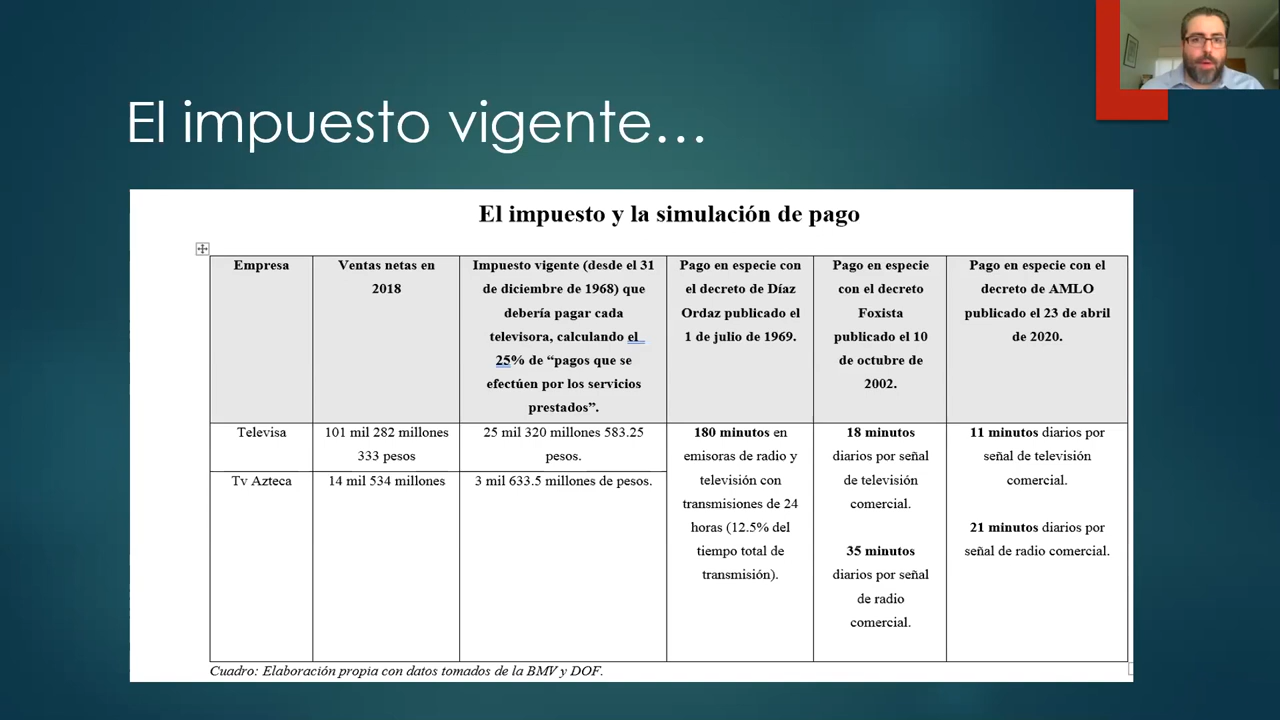 El impuesto vigente...
El impuesto y la simulación de pago
Empresa
Ventas netas en
2018
Impuesto vigente (desde el 31
de diciembre de 1968) que
debería pagar cada
televisora, calculando el
25% de “pagos que se
efectúen por los servicios
prestados”.
Pago en especie con
el decreto de Díaz
Ordaz publicado el
1 de julio de 1969.
Pago en especie
con el decreto
Foxista
publicado el 10
de octubre de
2002.
Pago en especie con el
decreto de AMLO
publicado el 23 de abril
de 2020.
Televisa
101 mil 282 millones
333 pesos
25 mil 320 millones 583.25
pesos.
180 minutos en
emisoras de radio y
televisión con
transmisiones de 24
horas (12.5% del
tiempo total de
transmisión).
18 minutos
diarios por señal
de televisión
comercial.
35 minutos
diarios por señal
de radio
comercial.
11 minutos diarios por
señal de televisión
comercial.
21 minutos diarios por
señal de radio comercial.
Tv Azteca
14 mil 534 millones
3 mil 633.5 millones de pesos.
Cuadro: Elaboración propia con datos tomados de la BMV y DOF.